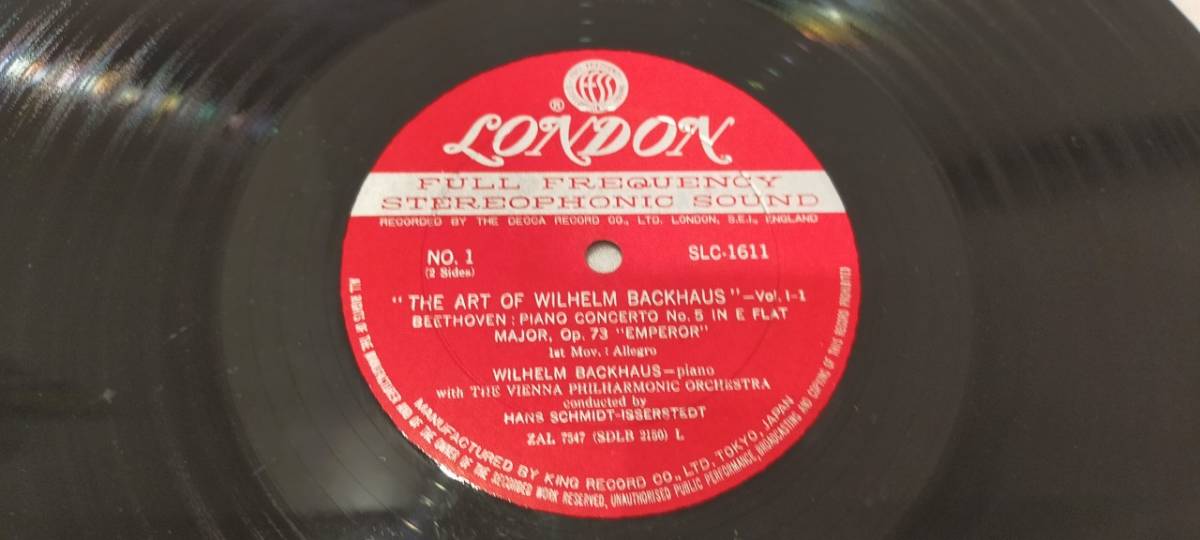 ffss
®
LONDON
FULL FREQUENCY
STEREOPHONIC SOUND
RECORDED BY THE DECCA RECORD CO., LTD. LONDON, S.E.I., ENGLAND
NO. 1
(2 Sides)
SLC-1611
"THE ART OF WILHELM BACKHAUS"—Vol. I-1
BEETHOVEN : PIANO CONCERTO No. 5 IN E FLAT
MAJOR, Op. 73 "EMPEROR"
1st Mov. : Allegro
WILHELM BACKHAUS—piano
with THE VIENNA PHILHARMONIC ORCHESTRA
conducted by
HANS SCHMIDT-ISSERSTEDT
ZAL 7547 (SDLB 2150) L
MANUFACTURED BY KING RECORD CO., LTD. TOKYO, JAPAN
ALL RIGHTS OF THE MANUFACTURER AND OF THE OWNER OF THE RECORDED WORK RESERVED, UNAUTHORISED PUBLIC PERFORMANCE, BROADCASTING AND COPYING OF THIS RECORD PROHIBITED